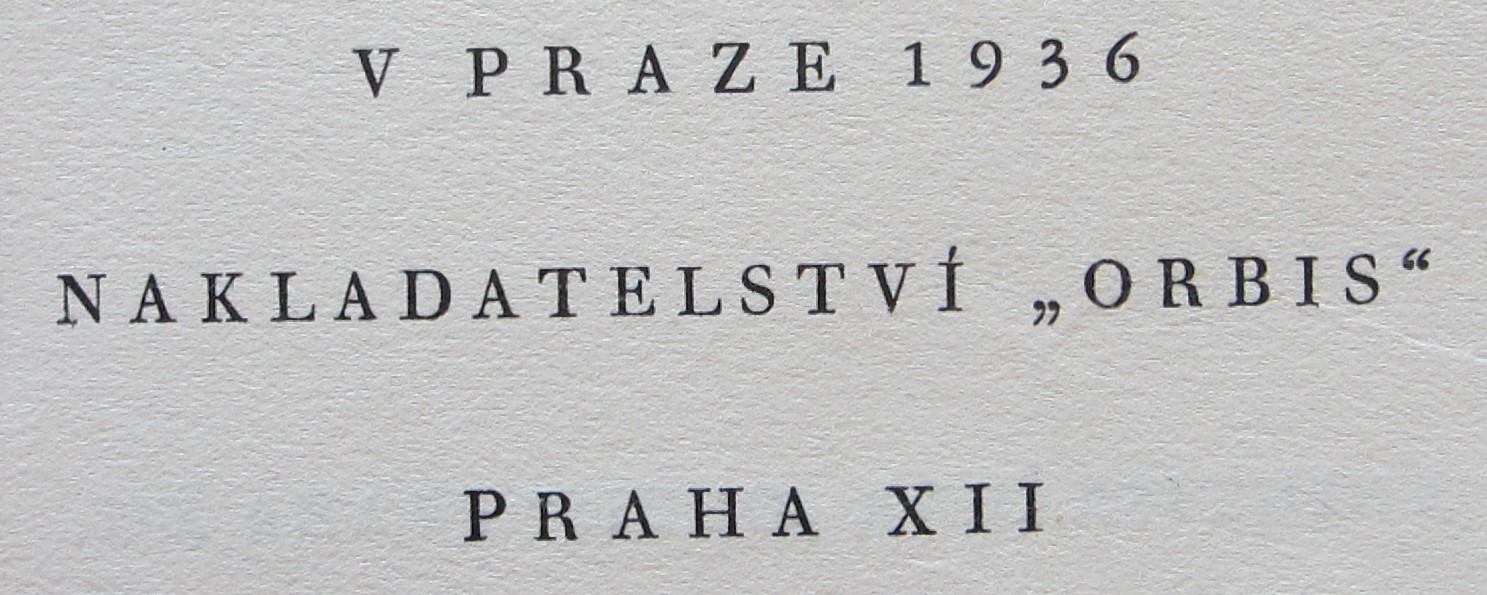 V PRAZE 1936
NAKLADATELSTVÍ „ORBIS“
PRAHA XII